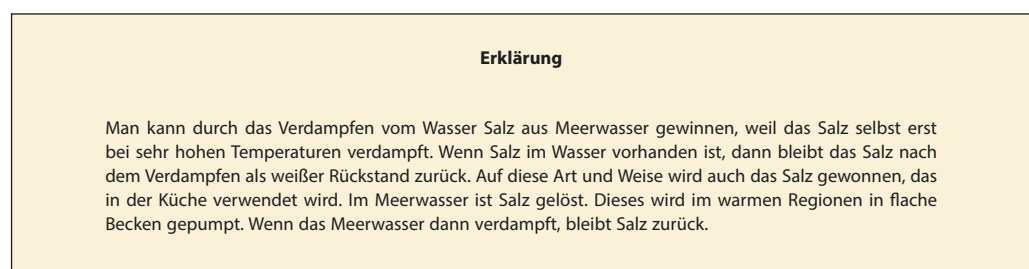 Erklärung
Man kann durch das Verdampfen vom Wasser Salz aus Meerwasser gewinnen, weil das Salz selbst erst
bei sehr hohen Temperaturen verdampft. Wenn Salz im Wasser vorhanden ist, dann bleibt das Salz nach
dem Verdampfen als weißer Rückstand zurück. Auf diese Art und Weise wird auch das Salz gewonnen, das
in der Küche verwendet wird. Im Meerwasser ist Salz gelöst. Dieses wird im warmen Regionen in flache
Becken gepumpt. Wenn das Meerwasser dann verdampft, bleibt Salz zurück.